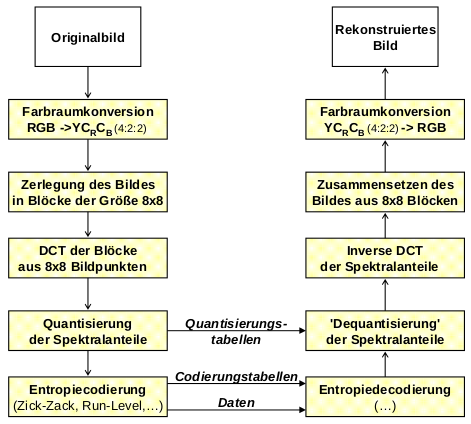 Originalbild
Farbraumkonversion
RGB ->YCRCB (4:2:2)
Zerlegung des Bildes
in Blöcke der Größe 8x8
DCT der Blöcke
aus 8x8 Bildpunkten
Quantisierung
der Spektralanteile
Entropiecodierung
(Zick-Zack, Run-Level,...)
Quantisierungs-
tabellen
Codierungstabellen
Daten
Rekonstruiertes
Bild
Farbraumkonversion
YCRCB (4:2:2) -> RGB
Zusammensetzen des
Bildes aus 8x8 Blöcken
Inverse DCT
der Spektralanteile
'Dequantisierung'
der Spektralanteile
Entropiedecodierung
(...)